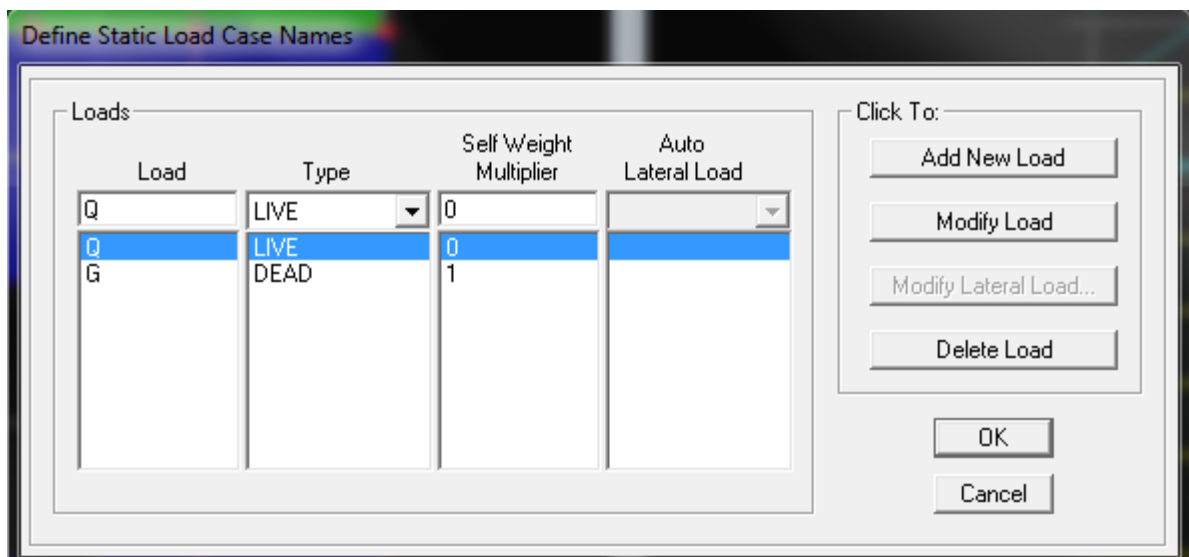 Define Static Load Case Names
Loads
Load Type Self Weight Multiplier Auto Lateral Load
Q LIVE 0
Q LIVE 0
G DEAD 1
Click To:
Add New Load
Modify Load
Modify Lateral Load...
Delete Load
OK
Cancel